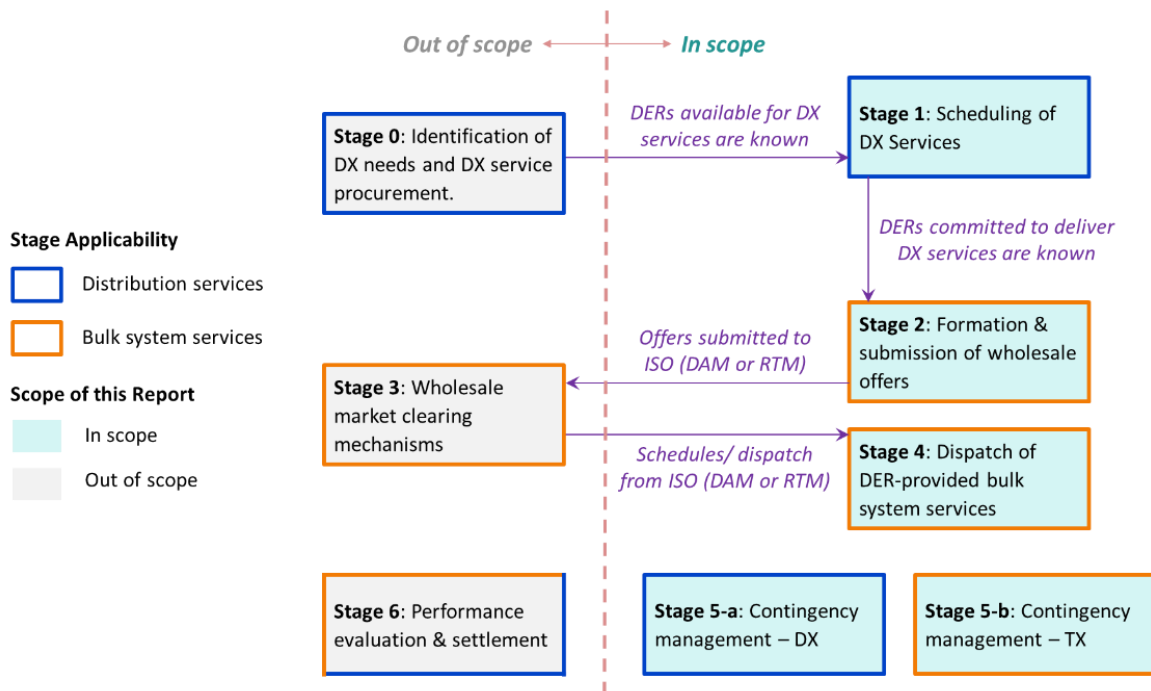 Out of scope
In scope
Stage 0: Identification of
DX needs and DX service
procurement.
DERs available for DX
services are known
Stage 1: Scheduling of
DX Services
DERs committed to deliver
DX services are known
Stage Applicability
Distribution services
Bulk system services
Scope of this Report
In scope
Out of scope
Stage 2: Formation &
submission of wholesale
offers
Offers submitted to
ISO (DAM or RTM)
Stage 3: Wholesale
market clearing
mechanisms
Schedules/ dispatch
from ISO (DAM or RTM)
Stage 4: Dispatch of
DER-provided bulk
system services
Stage 6: Performance
evaluation & settlement
Stage 5-a: Contingency
management – DX
Stage 5-b: Contingency
management – TX